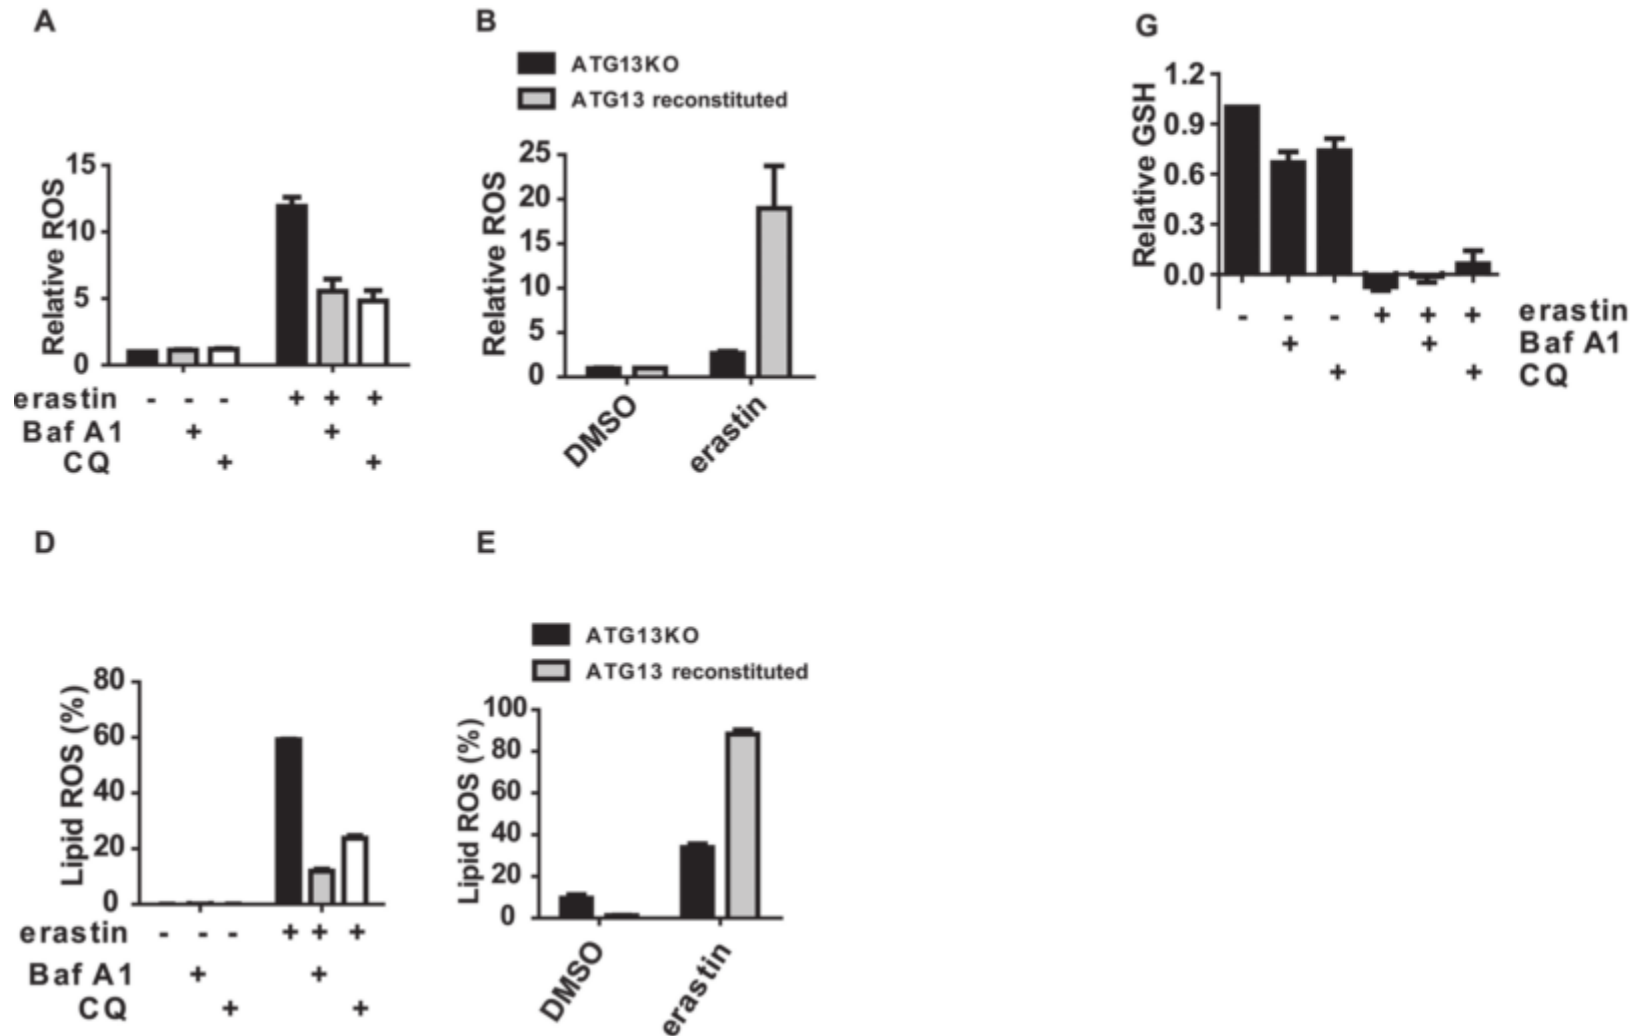 A
15
10
5
0
Relative ROS
erastin - - - + + +
Baf A1 + +
CQ + +
B
ATG13KO
ATG13 reconstituted
25
20
15
10
5
0
Relative ROS
DMSO
erastin
G
1.2
0.9
0.6
0.3
0.0
Relative GSH
- - - + + + erastin
+ + Baf A1
+ + CQ
D
80
60
40
20
0
Lipid ROS (%)
erastin - - - + + +
Baf A1 + +
CQ + +
E
ATG13KO
ATG13 reconstituted
100
80
60
40
20
0
Lipid ROS (%)
DMSO
erastin